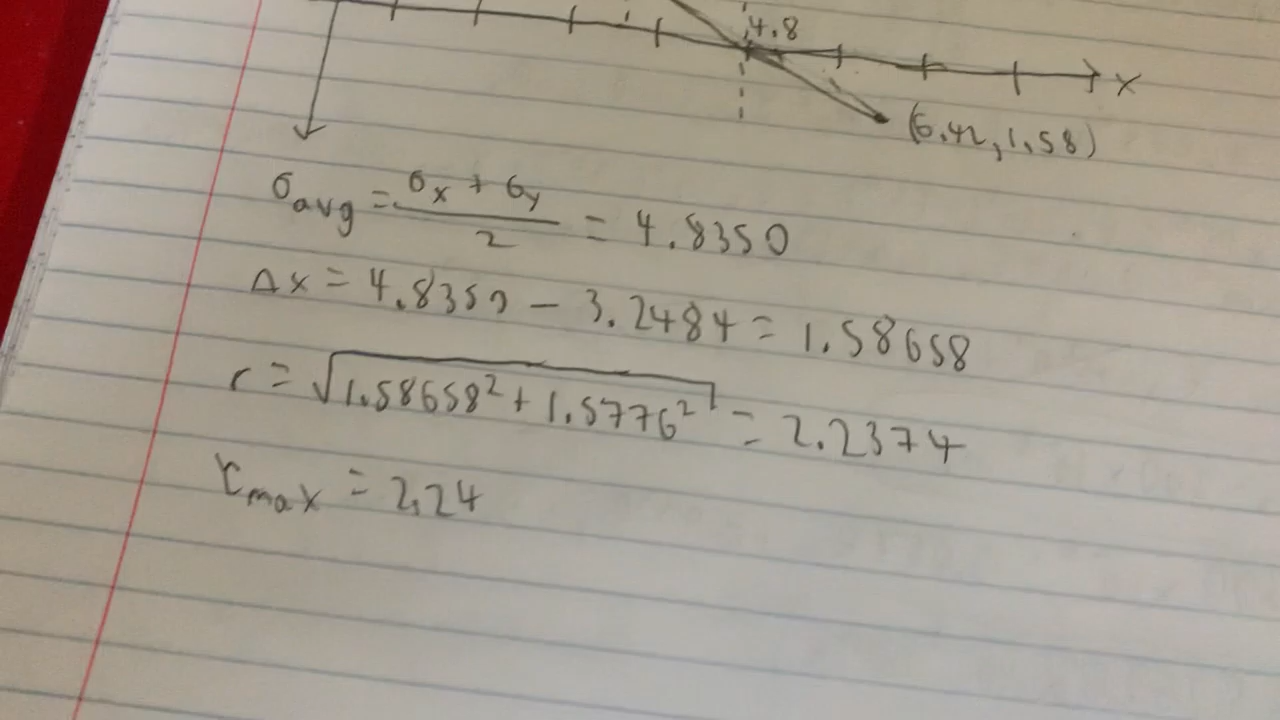 4.8
x
(6.42, 1.58)
σavg = σx + σy / 2 = 4.8350
Δx = 4.8350 - 3.2484 = 1.58658
r = √1.58658² + 1.5776² = 2.2374
τmax = 2.24